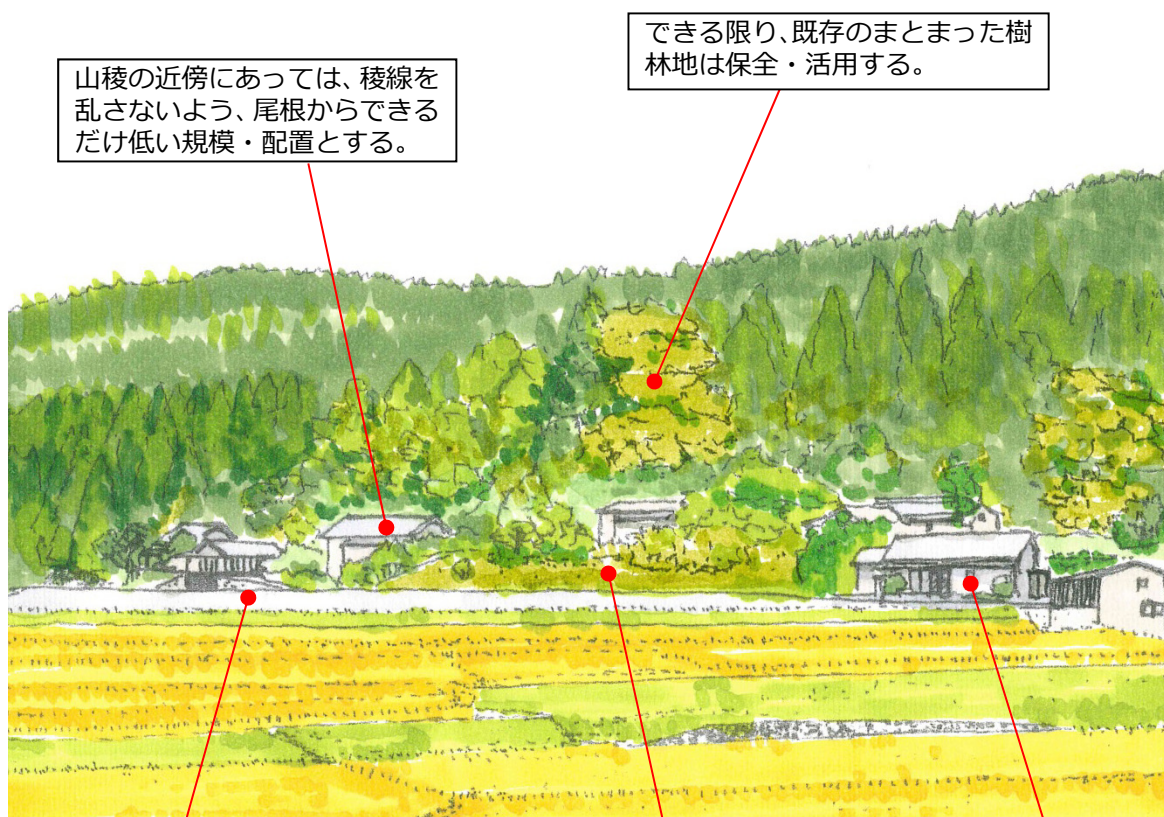 山稜の近傍にあっては、稜線を
乱さないよう、尾根からできる
だけ低い規模・配置とする。
できる限り、既存のまとまった樹
林地は保全・活用する。